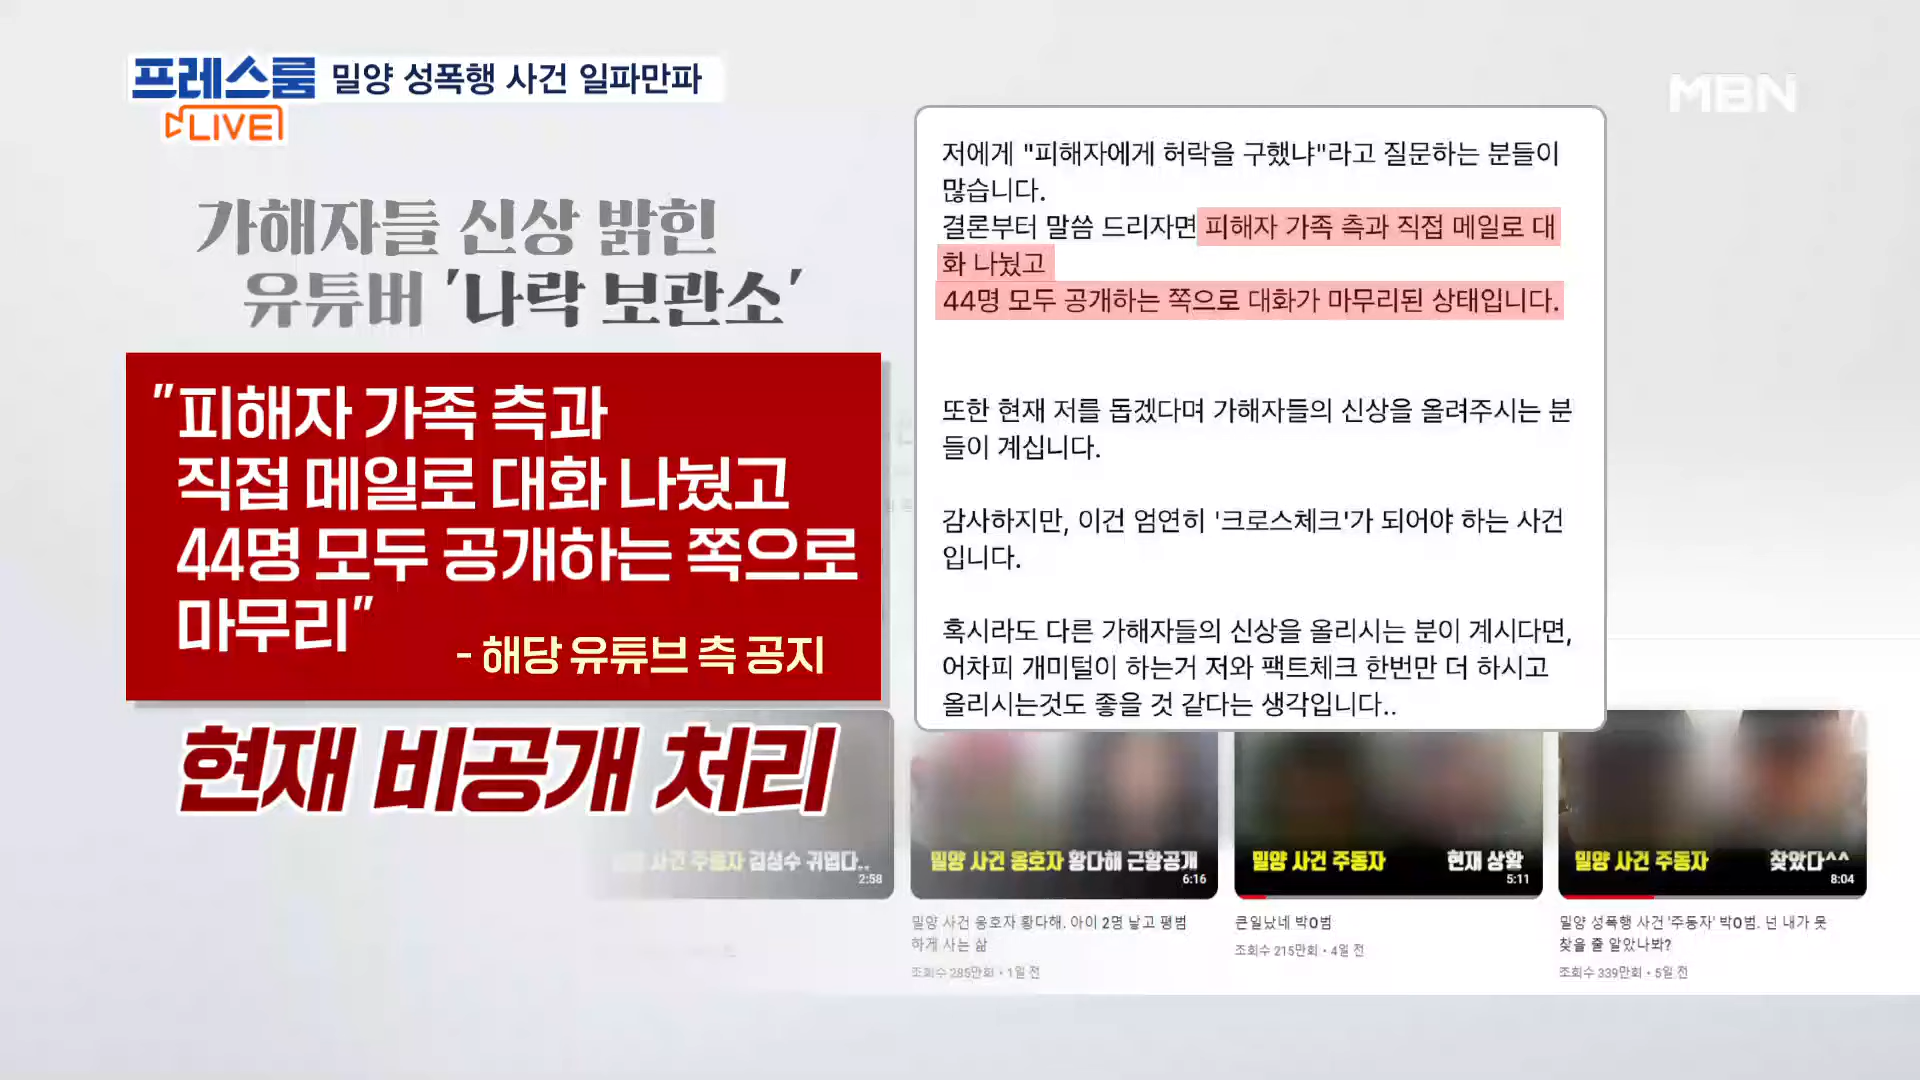 프레스룸 밀양 성폭행 사건 일파만파
LIVE
MBN
가해자들 신상 밝힌
유튜버 '나락 보관소'
"피해자 가족 측과
직접 메일로 대화 나눴고
44명 모두 공개하는 쪽으로
마무리"
- 해당 유튜브 측 공지
현재 비공개 처리
저에게 "피해자에게 허락을 구했냐"라고 질문하는 분들이
많습니다.
결론부터 말씀 드리자면 피해자 가족 측과 직접 메일로 대
화 나눴고
44명 모두 공개하는 쪽으로 대화가 마무리된 상태입니다.
또한 현재 저를 돕겠다며 가해자들의 신상을 올려주시는 분
들이 계십니다.
감사하지만, 이건 엄연히 '크로스체크'가 되어야 하는 사건
입니다.
혹시라도 다른 가해자들의 신상을 올리시는 분이 계시다면,
어차피 개미털이 하는거 저와 팩트체크 한번만 더 하시고
올리시는것도 좋을 것 같다는 생각입니다..
밀양 사건 주동자 김성수 귀엽다..
2:58
밀양 사건 옹호자 황다해 근황공개
6:16
밀양 사건 옹호자 황다해. 아이 2명 낳고 평범
하게 사는 삶
조회수 285만회 • 1일 전
밀양 사건 주동자 현재 상황
5:11
큰일났네 박0범
조회수 215만회 • 4일 전
밀양 사건 주동자 찾았다^^
8:04
밀양 성폭행 사건 '주동자' 박0범. 넌 내가 못
찾을 줄 알았나봐?
조회수 339만회 • 5일 전